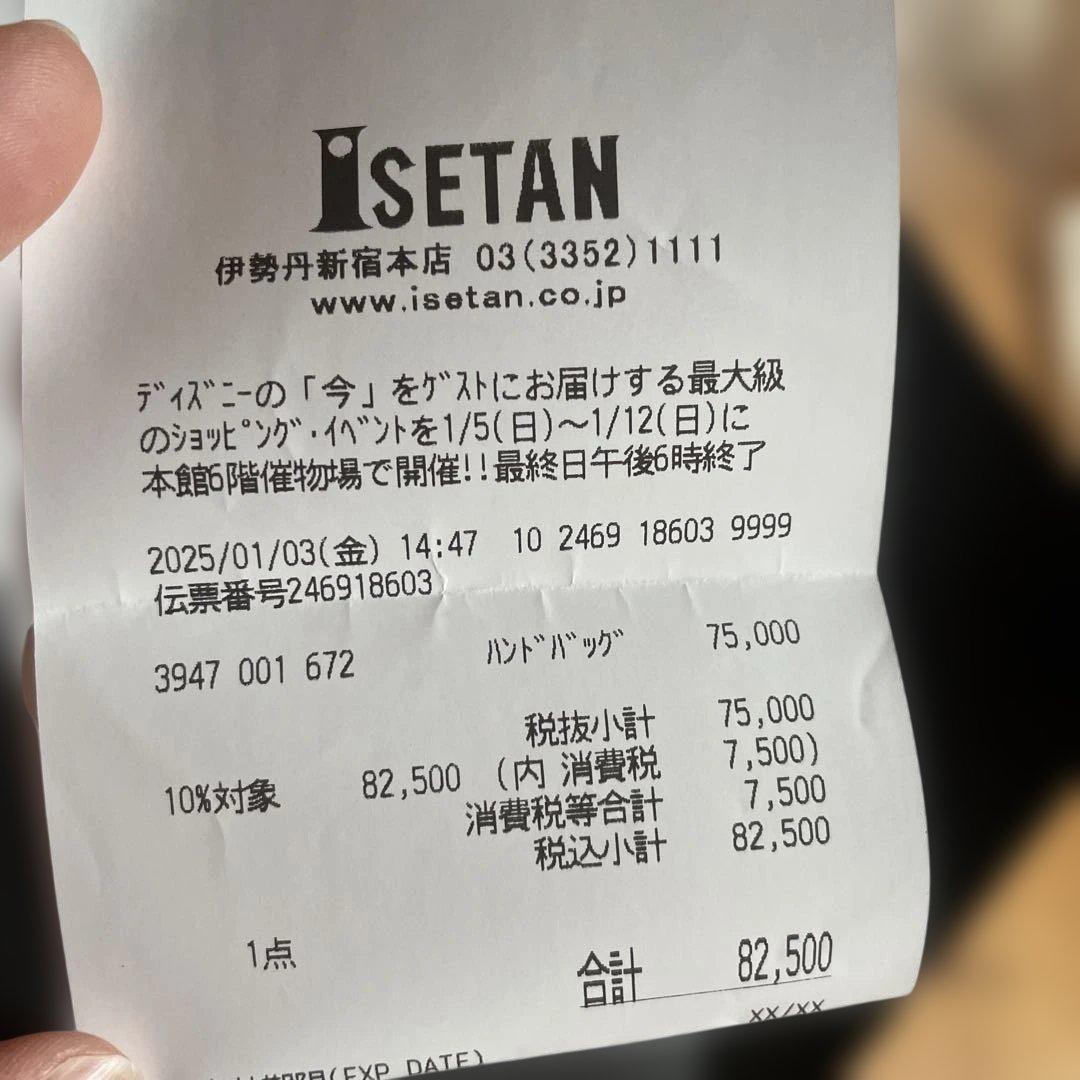 ISETAN
伊勢丹新宿本店 03(3352)1111
www.isetan.co.jp
ﾃﾞｨｽﾞﾆｰの「今」をｹﾞｽﾄにお届けする最大級
のｼｮｯﾋﾟﾝｸﾞ･ｲﾍﾞﾝﾄを1/5(日)～1/12(日)に
本館6階催物場で開催!!最終日午後6時終了
2025/01/03(金) 14:47 10 2469 18603 9999
伝票番号246918603
3947 001 672 ﾊﾝﾄﾞﾊﾞｯｸﾞ 75,000
税抜小計 75,000
10%対象 82,500 (内 消費税 7,500)
消費税等合計 7,500
税込小計 82,500
1点 合計 82,500
XX/XX
(EXP DATE)